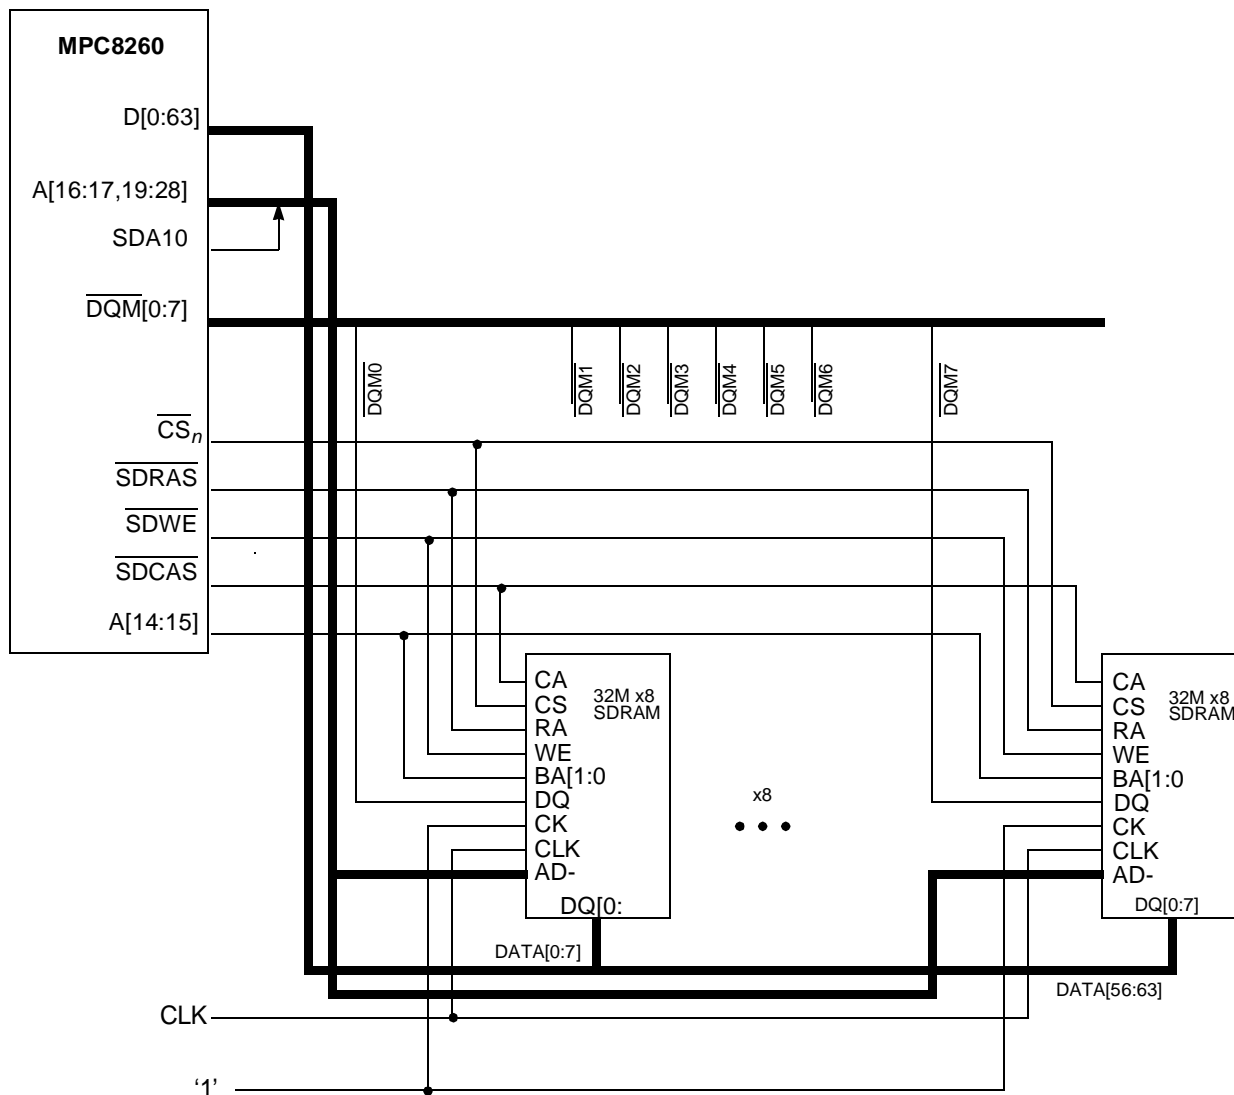 MPC8260
D[0:63]
A[16:17,19:28]
SDA10
DQM[0:7]
DQM0
DQM1
DQM2
DQM3
DQM4
DQM5
DQM6
DQM7
CSn
SDRAS
SDWE
SDCAS
A[14:15]
CA
CS
RA
WE
BA[1:0
DQ
CK
CLK
AD-
32M x8
SDRAM
DQ[0:
x8
CA
CS
RA
WE
BA[1:0
DQ
CK
CLK
AD-
32M x8
SDRAM
DQ[0:7]
DATA[0:7]
DATA[56:63]
CLK
‘1’